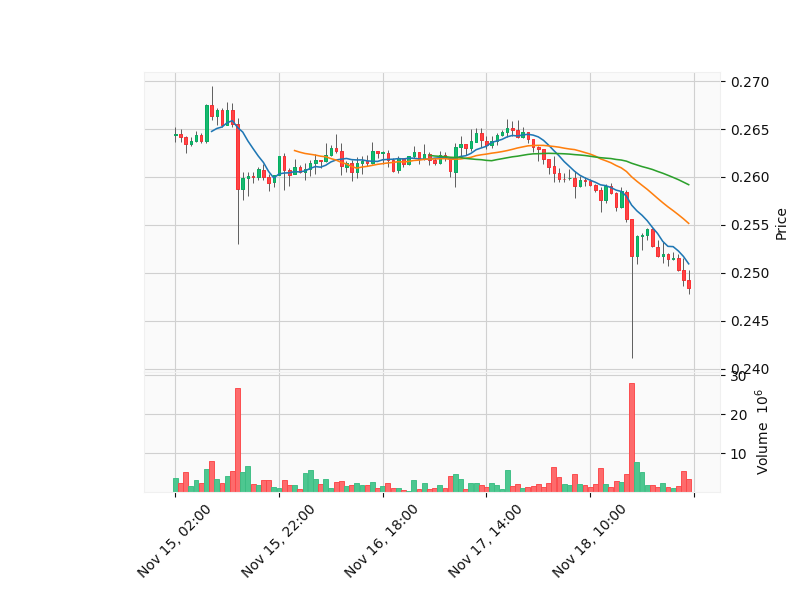 0.270
0.265
0.260
0.255
0.250
0.245
0.240
Price
30
20
10
Volume 10^6
Nov 15, 02:00
Nov 15, 22:00
Nov 16, 18:00
Nov 17, 14:00
Nov 18, 10:00